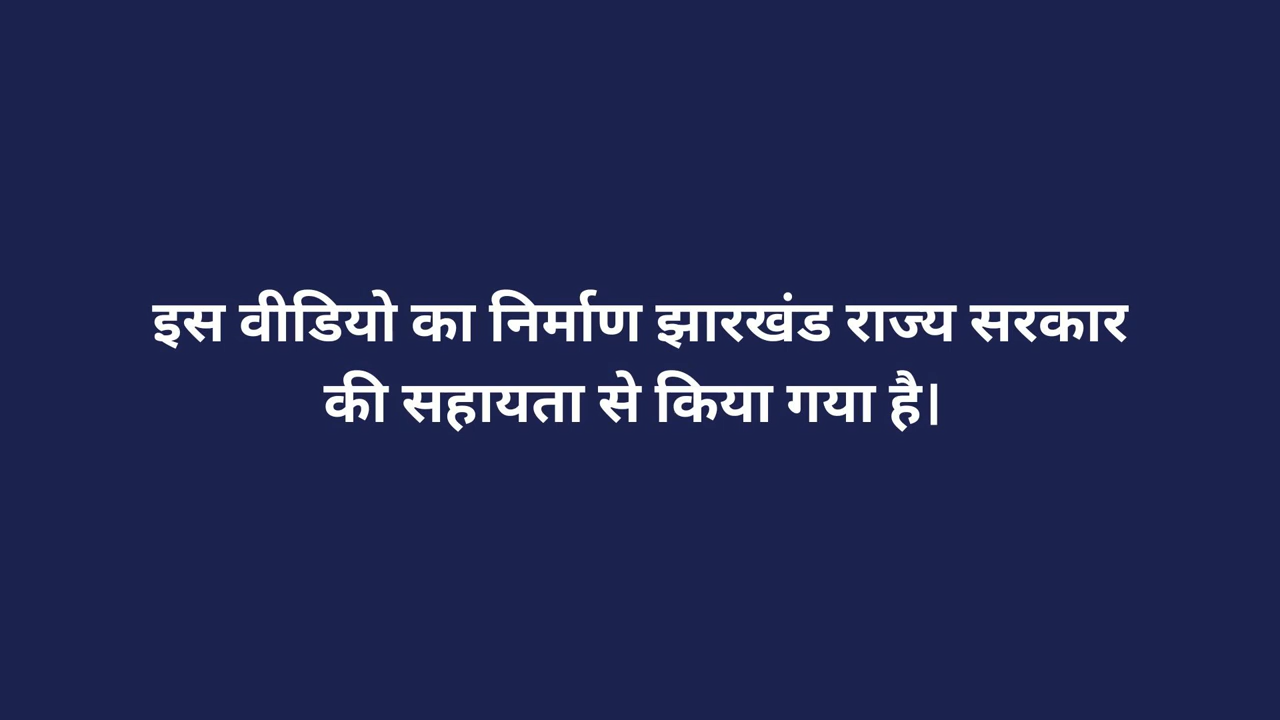 इस वीडियो का निर्माण झारखंड राज्य सरकार
की सहायता से किया गया है।